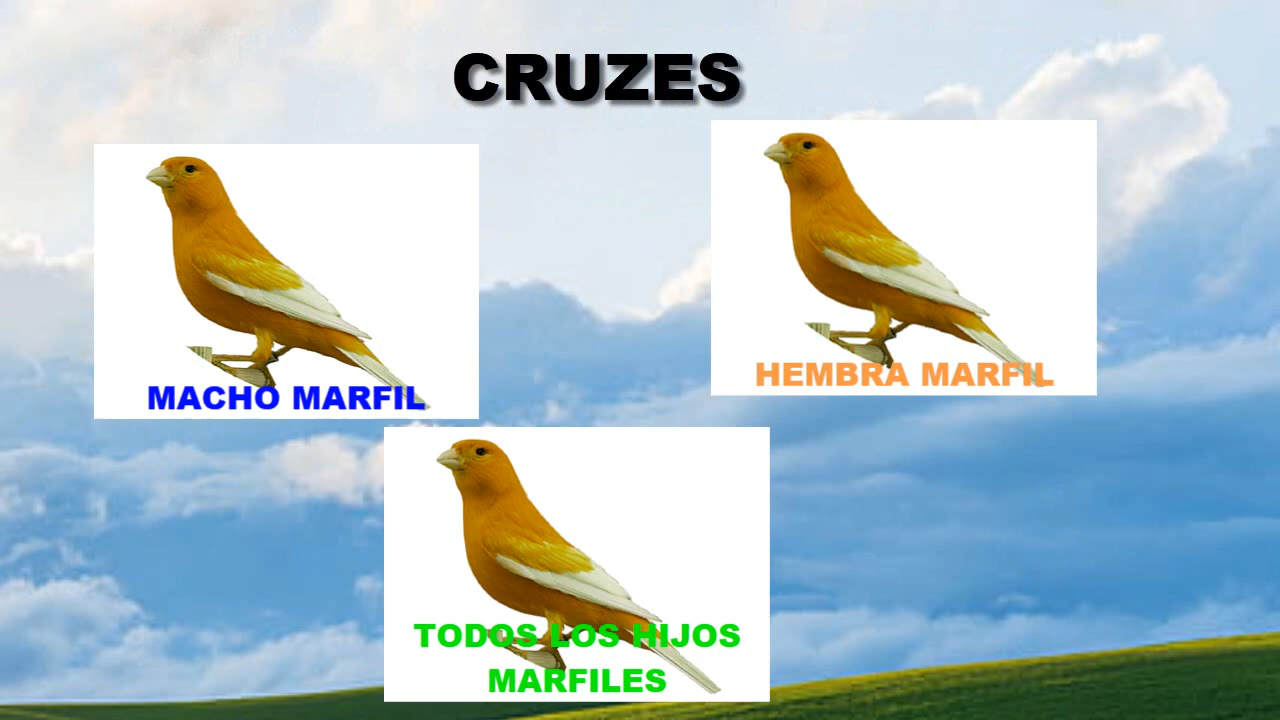 CRUZES
MACHO MARFIL
HEMBRA MARFIL
TODOS LOS HIJOS
MARFILES